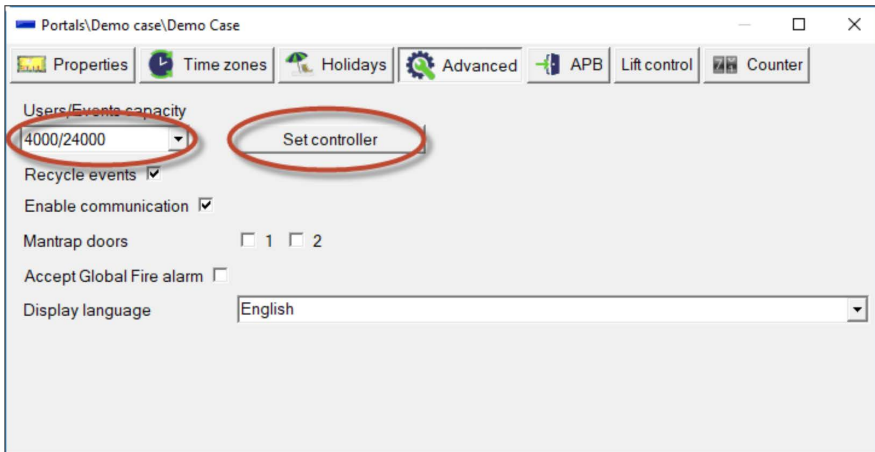 Portals\Demo case\Demo Case
Properties Time zones Holidays Advanced APB Lift control Counter
Users/Events capacity
4000/24000 Set controller
Recycle events
Enable communication
Mantrap doors 1 2
Accept Global Fire alarm
Display language English